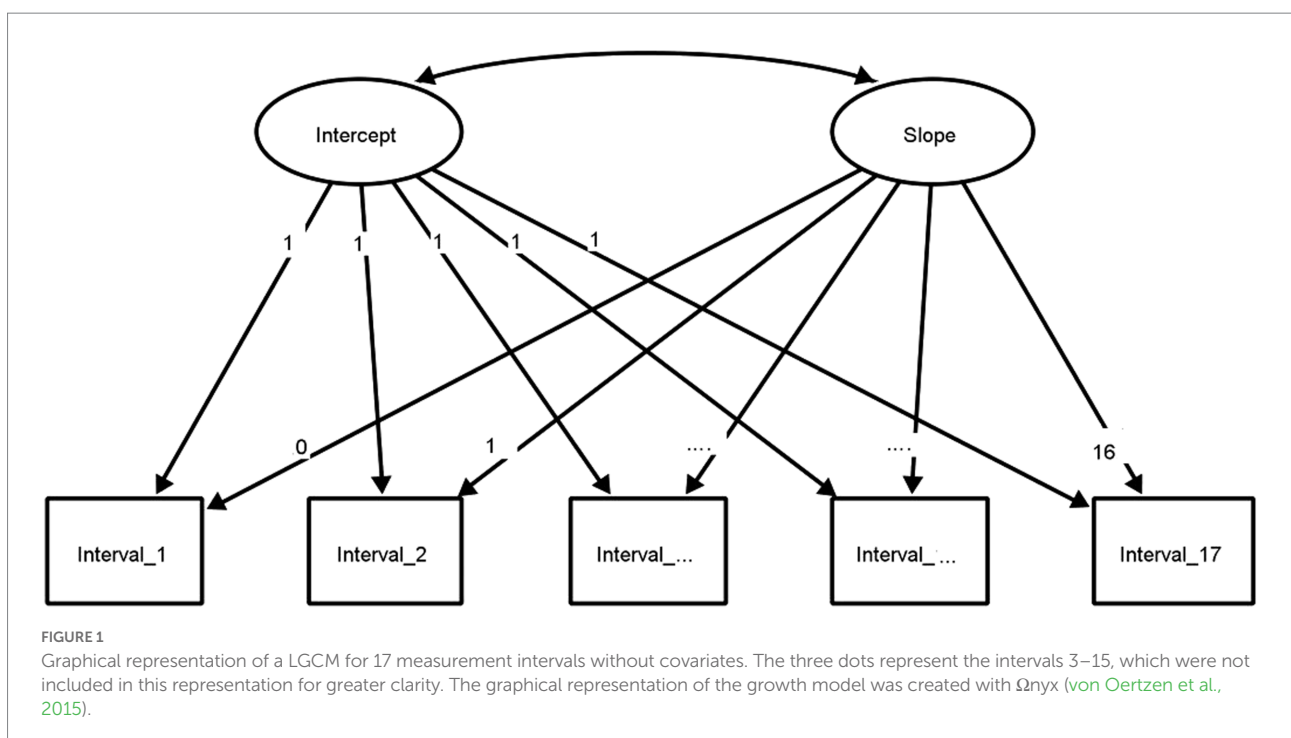 Intercept
Slope
1
1
1
1
1
0
1
....
....
16
Interval_1
Interval_2
Interval_...
Interval_...
Interval_17
FIGURE 1
Graphical representation of a LGCM for 17 measurement intervals without covariates. The three dots represent the intervals 3–15, which were not
included in this representation for greater clarity. The graphical representation of the growth model was created with Ωnyx (von Oertzen et al.,
2015).